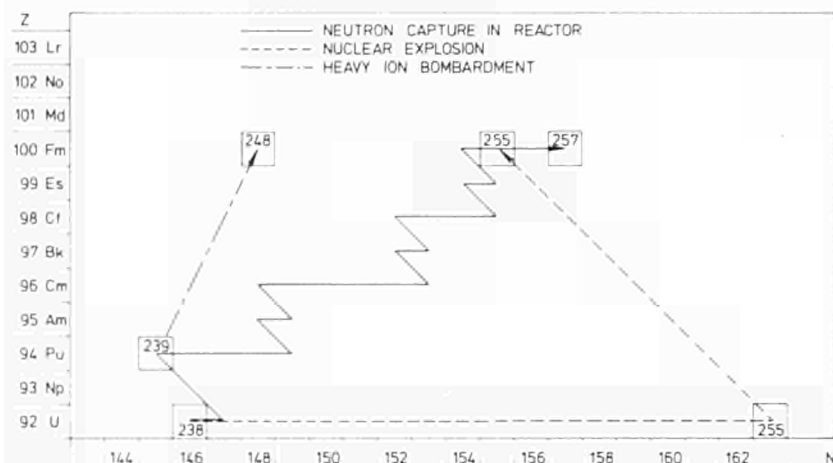 Z
NEUTRON CAPTURE IN REACTOR
103 Lr
NUCLEAR EXPLOSION
HEAVY ION BOMBARDMENT
102 No
101 Md
248
255
257
100 Fm
99 Es
98 Cf
97 Bk
96 Cm
95 Am
239
94 Pu
93 Np
92 U
238
255
144 146 148 150 152 154 156 158 160 162 N